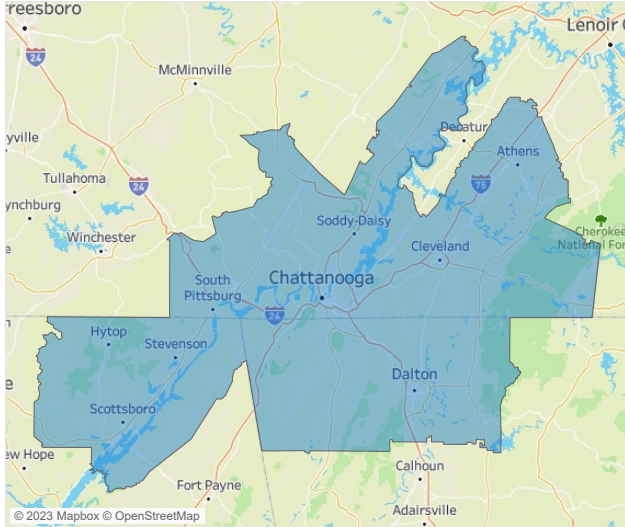 reesboro
Lenoir C
24
McMinnville
Decatur
yville
Athens
Tullahoma
24
75
ynchburg
Soddy-Daisy
Cherokee
National For
Winchester
Cleveland
e
Chattanooga
South
Pittsburg
24
n
Hytop
Stevenson
Dalton
e
Scottsboro
ew Hope
Calhoun
Fort Payne
Adairsville
© 2023 Mapbox © OpenStreetMap